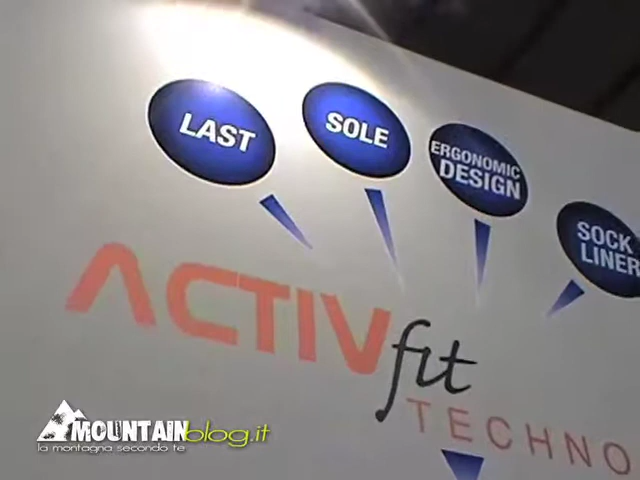 LAST
SOLE
ERGONOMIC
DESIGN
SOCK
LINER
ACTIVfit
TECHNO
MOUNTAINblog.it
la montagna secondo te